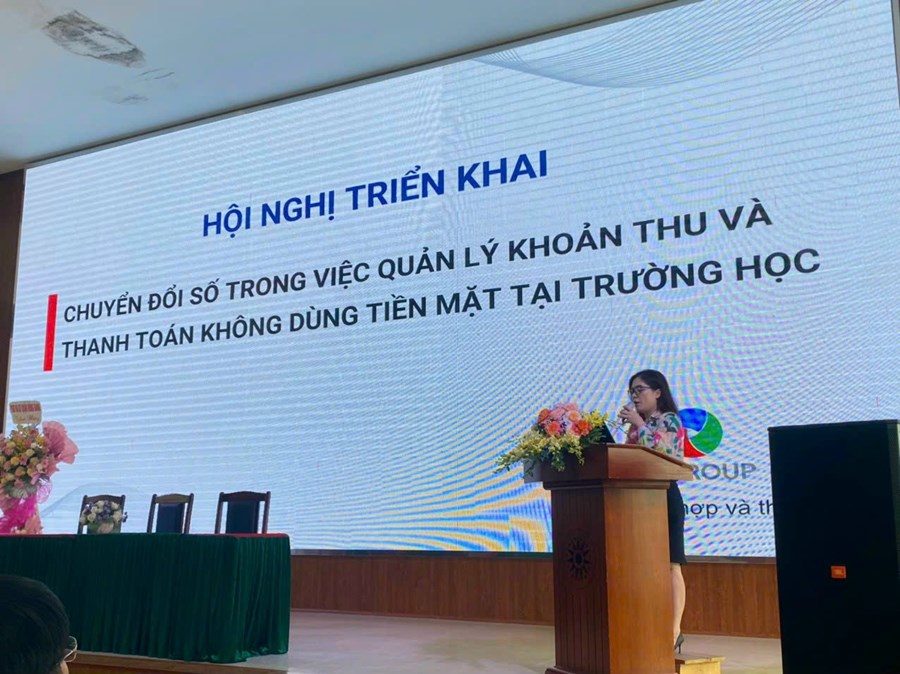 HỘI NGHỊ TRIỂN KHAI
CHUYỂN ĐỔI SỐ TRONG VIỆC QUẢN LÝ KHOẢN THU VÀ
THANH TOÁN KHÔNG DÙNG TIỀN MẶT TẠI TRƯỜNG HỌC
ROUP
hợp và th
JBL